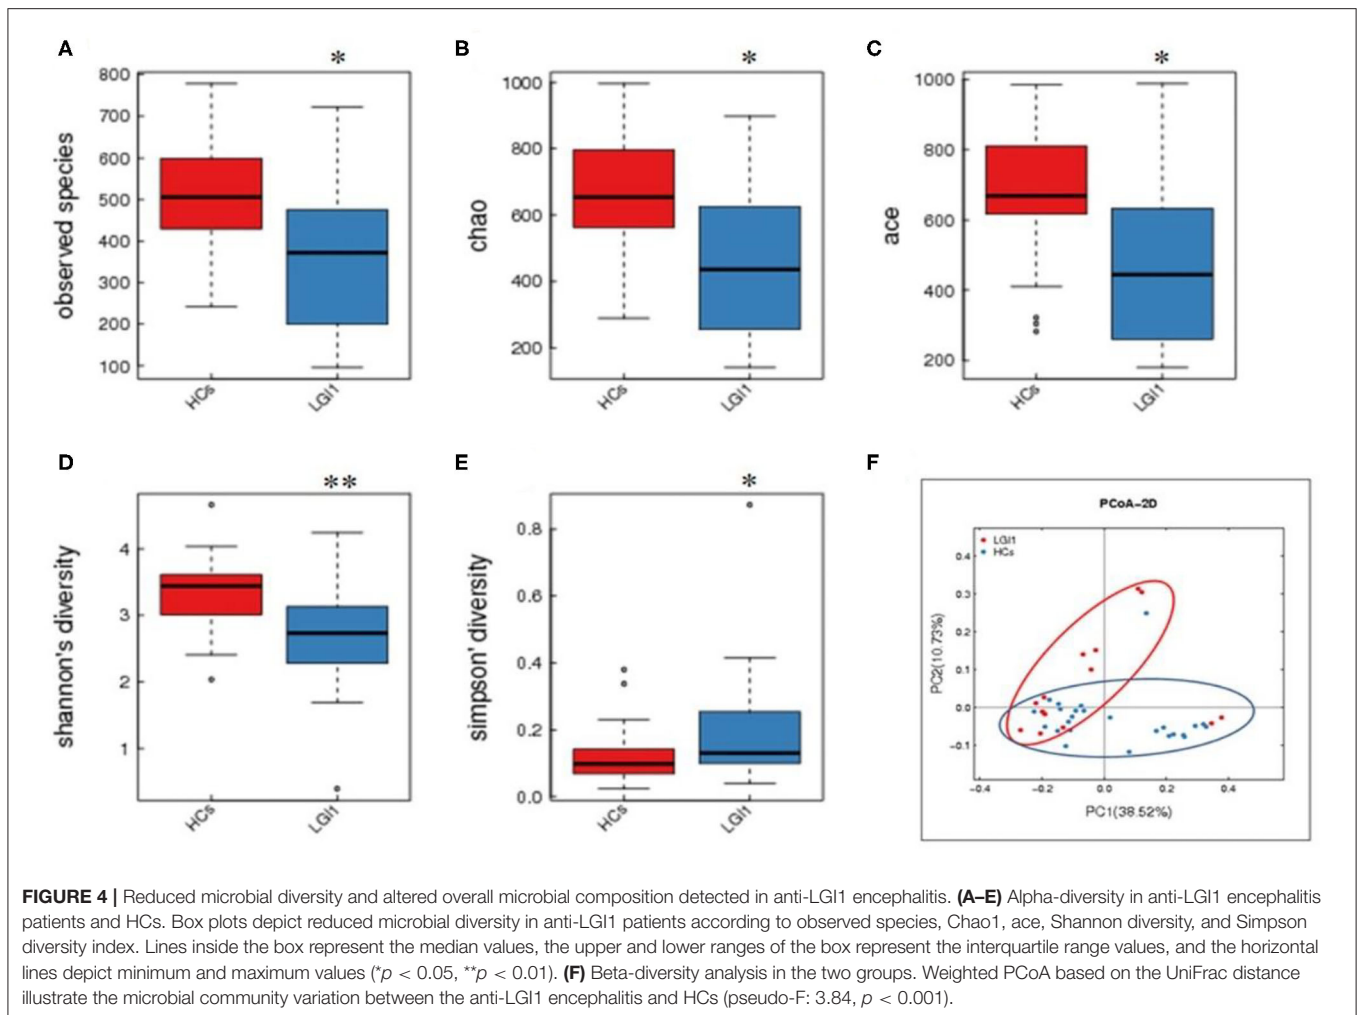 A
*
800
700
600
500
400
300
200
100
observed species
HCs
LGI1
B
*
1000
800
600
400
200
chao
HCs
LGI1
C
*
1000
800
600
400
200
ace
HCs
LGI1
D
**
4
3
2
1
shannon's diversity
HCs
LGI1
E
*
0.8
0.6
0.4
0.2
0.0
simpson' diversity
HCs
LGI1
F
PCoA-2D
LGI1
HCs
0.4
0.3
0.2
0.1
0.0
-0.1
PC2(10.73%)
-0.4
-0.2
0.0
0.2
0.4
PC1(38.52%)
FIGURE 4 | Reduced microbial diversity and altered overall microbial composition detected in anti-LGI1 encephalitis. (A–E) Alpha-diversity in anti-LGI1 encephalitis
patients and HCs. Box plots depict reduced microbial diversity in anti-LGI1 patients according to observed species, Chao1, ace, Shannon diversity, and Simpson
diversity index. Lines inside the box represent the median values, the upper and lower ranges of the box represent the interquartile range values, and the horizontal
lines depict minimum and maximum values (*p < 0.05, **p < 0.01). (F) Beta-diversity analysis in the two groups. Weighted PCoA based on the UniFrac distance
illustrate the microbial community variation between the anti-LGI1 encephalitis and HCs (pseudo-F: 3.84, p < 0.001).